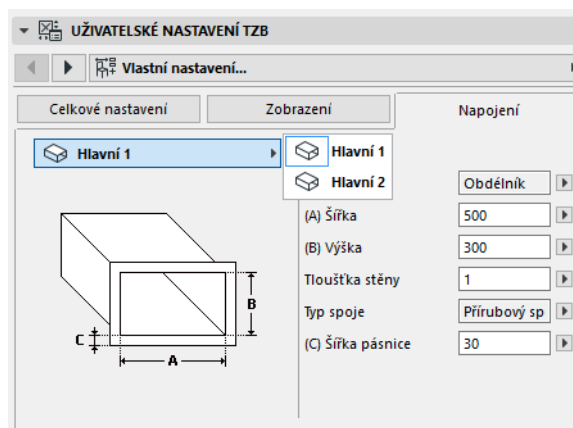 UŽIVATELSKÉ NASTAVENÍ TZB
Vlastní nastavení...
Celkové nastavení
Zobrazení
Napojení
Hlavní 1
Hlavní 1
Hlavní 2
Obdélník
(A) Šířka
500
(B) Výška
300
Tloušťka stěny
1
Typ spoje
Přírubový sp
(C) Šířka pásnice
30
B
C
A